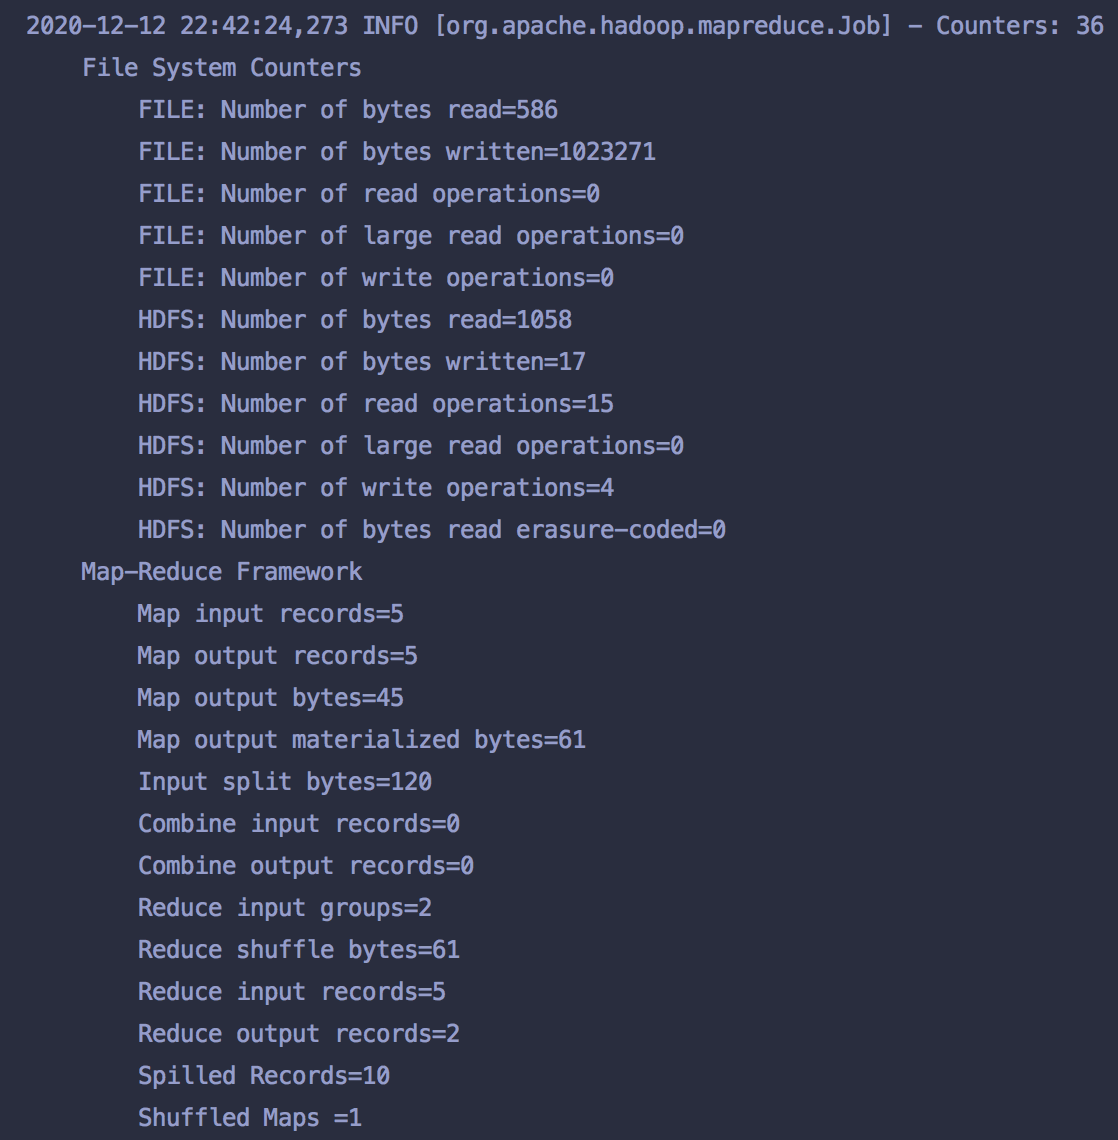 2020-12-12 22:42:24,273 INFO [org.apache.hadoop.mapreduce.Job] - Counters: 36
File System Counters
FILE: Number of bytes read=586
FILE: Number of bytes written=1023271
FILE: Number of read operations=0
FILE: Number of large read operations=0
FILE: Number of write operations=0
HDFS: Number of bytes read=1058
HDFS: Number of bytes written=17
HDFS: Number of read operations=15
HDFS: Number of large read operations=0
HDFS: Number of write operations=4
HDFS: Number of bytes read erasure-coded=0
Map-Reduce Framework
Map input records=5
Map output records=5
Map output bytes=45
Map output materialized bytes=61
Input split bytes=120
Combine input records=0
Combine output records=0
Reduce input groups=2
Reduce shuffle bytes=61
Reduce input records=5
Reduce output records=2
Spilled Records=10
Shuffled Maps =1